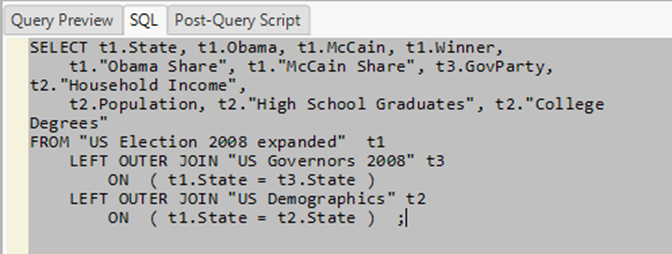 Query Preview SQL Post-Query Script
SELECT t1.State, t1.Obama, t1.McCain, t1.Winner,
t1."Obama Share", t1."McCain Share", t3.GovParty,
t2."Household Income",
t2.Population, t2."High School Graduates", t2."College
Degrees"
FROM "US Election 2008 expanded"  t1
LEFT OUTER JOIN "US Governors 2008" t3
ON  ( t1.State = t3.State )
LEFT OUTER JOIN "US Demographics" t2
ON  ( t1.State = t2.State )  ;